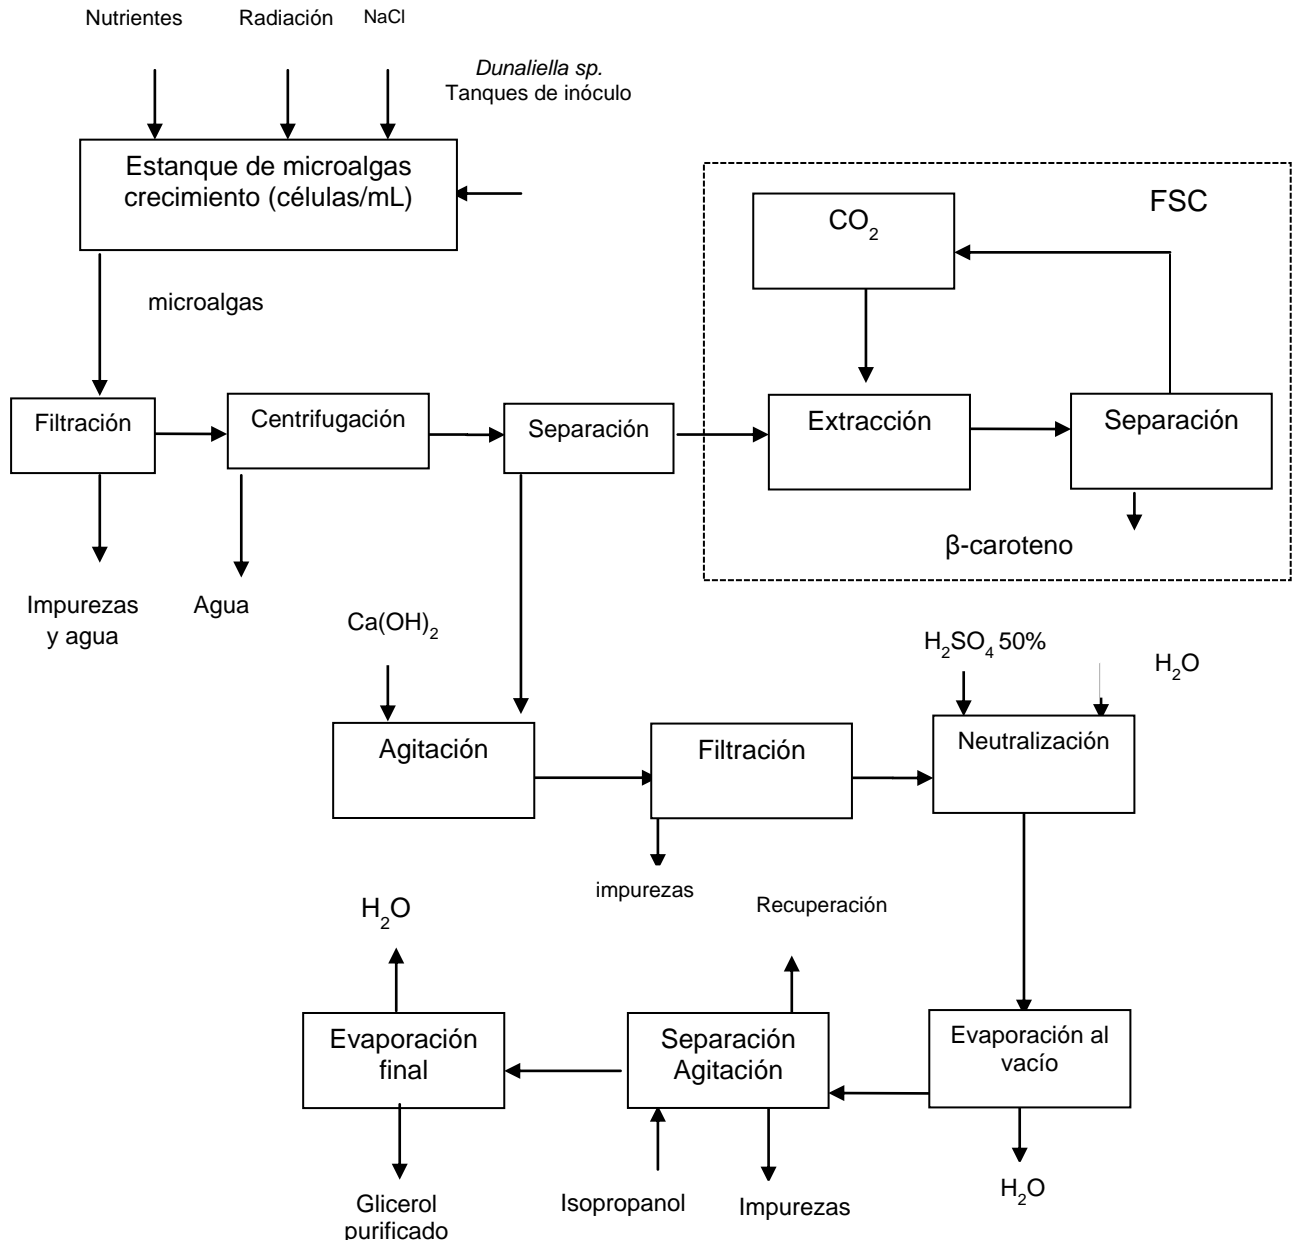 Nutrientes
Radiación
NaCl
Dunaliella sp.
Tanques de inóculo
Estanque de microalgas
crecimiento (células/mL)
FSC
CO2
microalgas
Filtración
Centrifugación
Separación
Extracción
Separación
β-caroteno
Impurezas
y agua
Agua
Ca(OH)2
H2SO4 50%
H2O
Agitación
Filtración
Neutralización
impurezas
Recuperación
H2O
Evaporación
final
Separación
Agitación
Evaporación al
vacío
Glicerol
purificado
Isopropanol
Impurezas
H2O